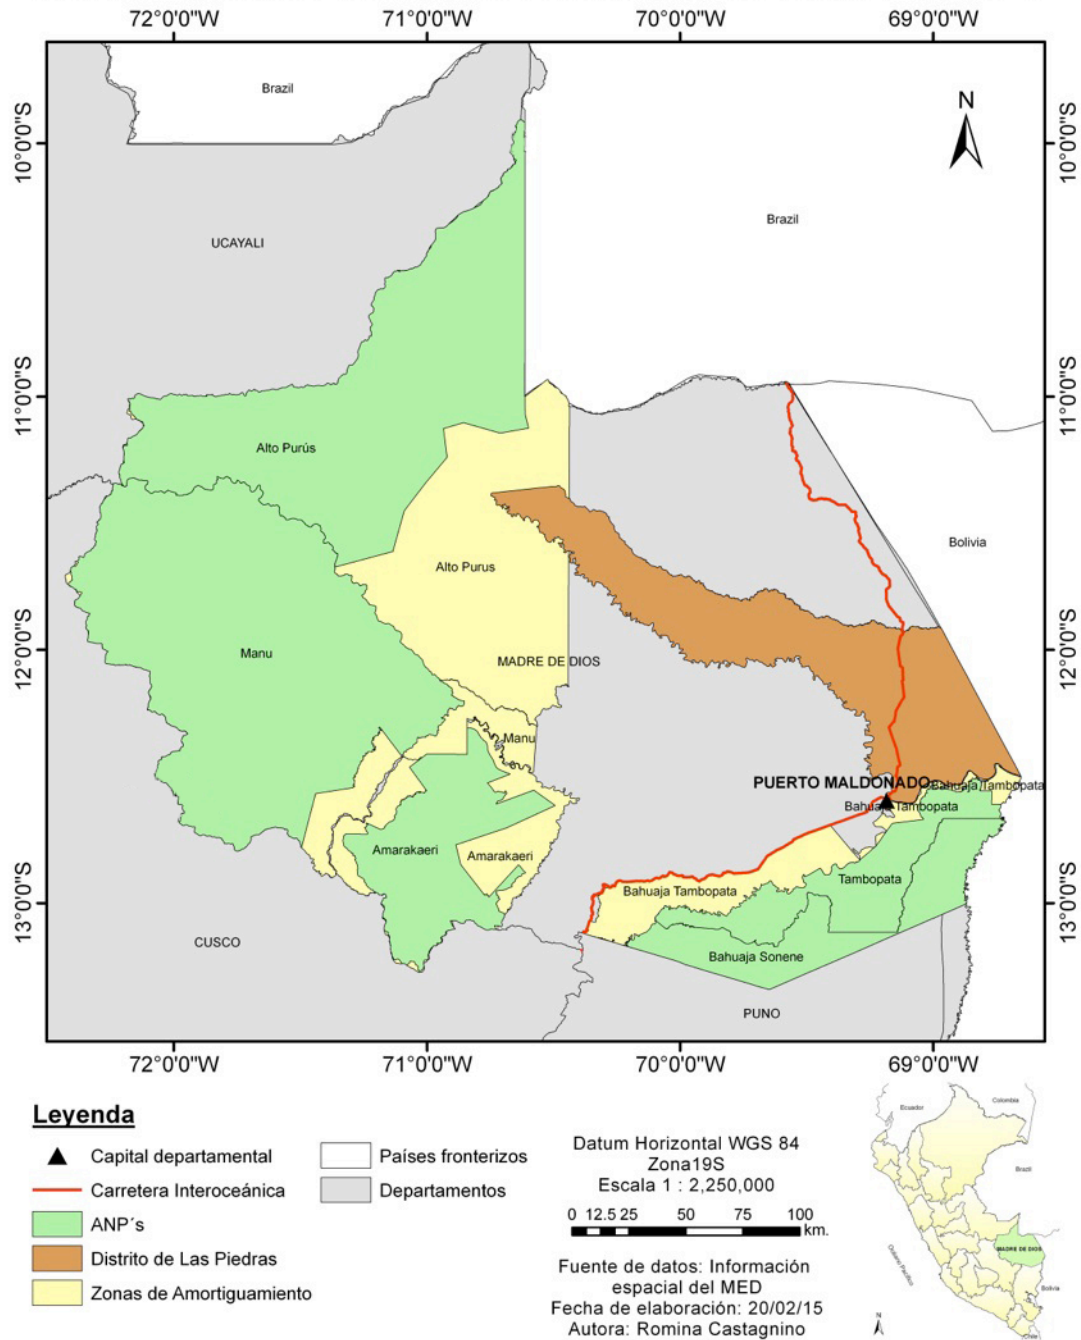 72°0'0"W 71°0'0"W 70°0'0"W 69°0'0"W
Brazil
N
10°0'0"S
10°0'0"S
Brazil
UCAYALI
11°0'0"S
11°0'0"S
Alto Purús
Bolivia
Alto Purus
Manu
MADRE DE DIOS
12°0'0"S
12°0'0"S
Manu
PUERTO MALDONADO
Bahuaja Tambopata
Bahuaja Tambopata
Amarakaeri
Amarakaeri
Tambopata
Bahuaja Tambopata
13°0'0"S
13°0'0"S
CUSCO
Bahuaja Sonene
PUNO
72°0'0"W 71°0'0"W 70°0'0"W 69°0'0"W
Leyenda
Capital departamental
Carretera Interoceánica
ANP´s
Distrito de Las Piedras
Zonas de Amortiguamiento
Países fronterizos
Departamentos
Datum Horizontal WGS 84
Zona19S
Escala 1 : 2,250,000
0 12.5 25 50 75 100
km.
Fuente de datos: Información
espacial del MED
Fecha de elaboración: 20/02/15
Autora: Romina Castagnino
Ecuador
Colombia
Brazil
MADRE DE DIOS
Océano Pacífico
Bolivia
N
Chile